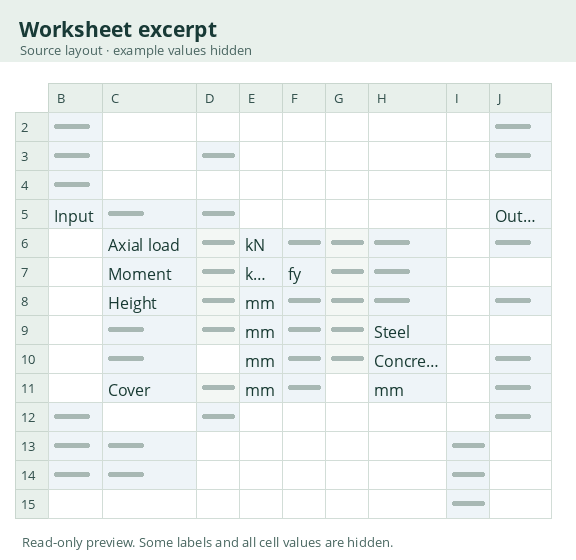 Worksheet excerpt
Source layout · example values hidden
B C D E F G H I J
2
3
4
5 Input Out...
6 Axial load kN
7 Moment k... fy
8 Height mm
9 mm Steel
10 mm Concre...
11 Cover mm mm
12
13
14
15
Read-only preview. Some labels and all cell values are hidden.